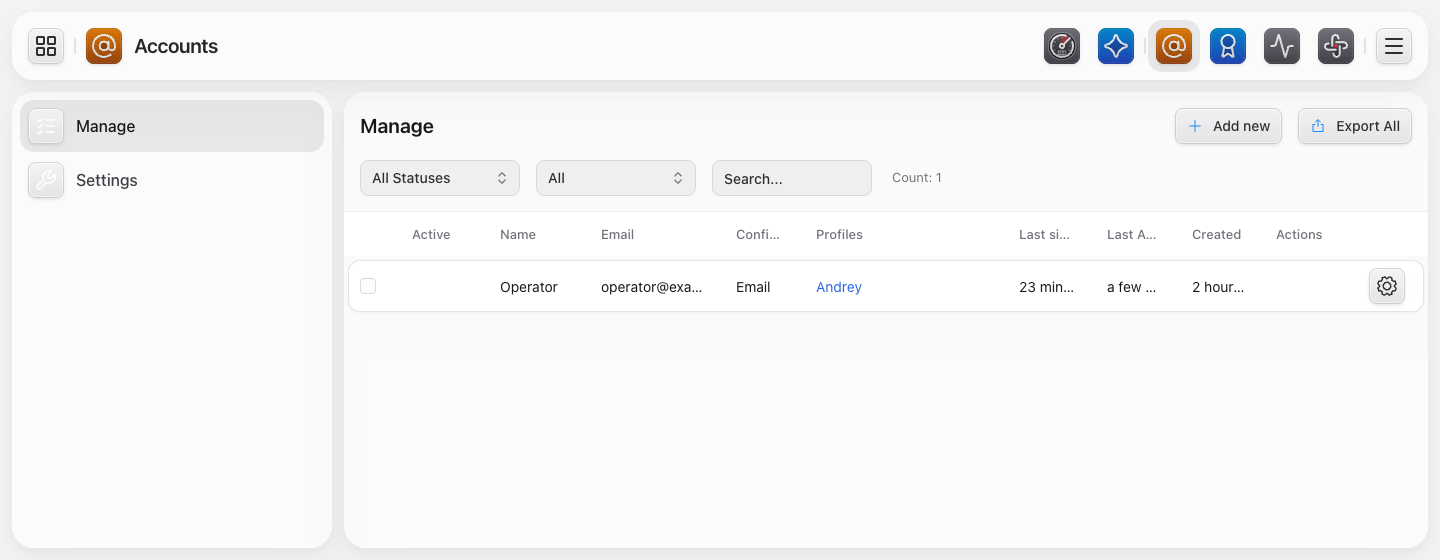 Accounts
Manage
Settings
Manage
Add new
Export All
All Statuses
All
Search...
Count: 1
Active Name Email Confi... Profiles Last si... Last A... Created Actions
Operator operator@exa... Email Andrey 23 min... a few ... 2 hour...